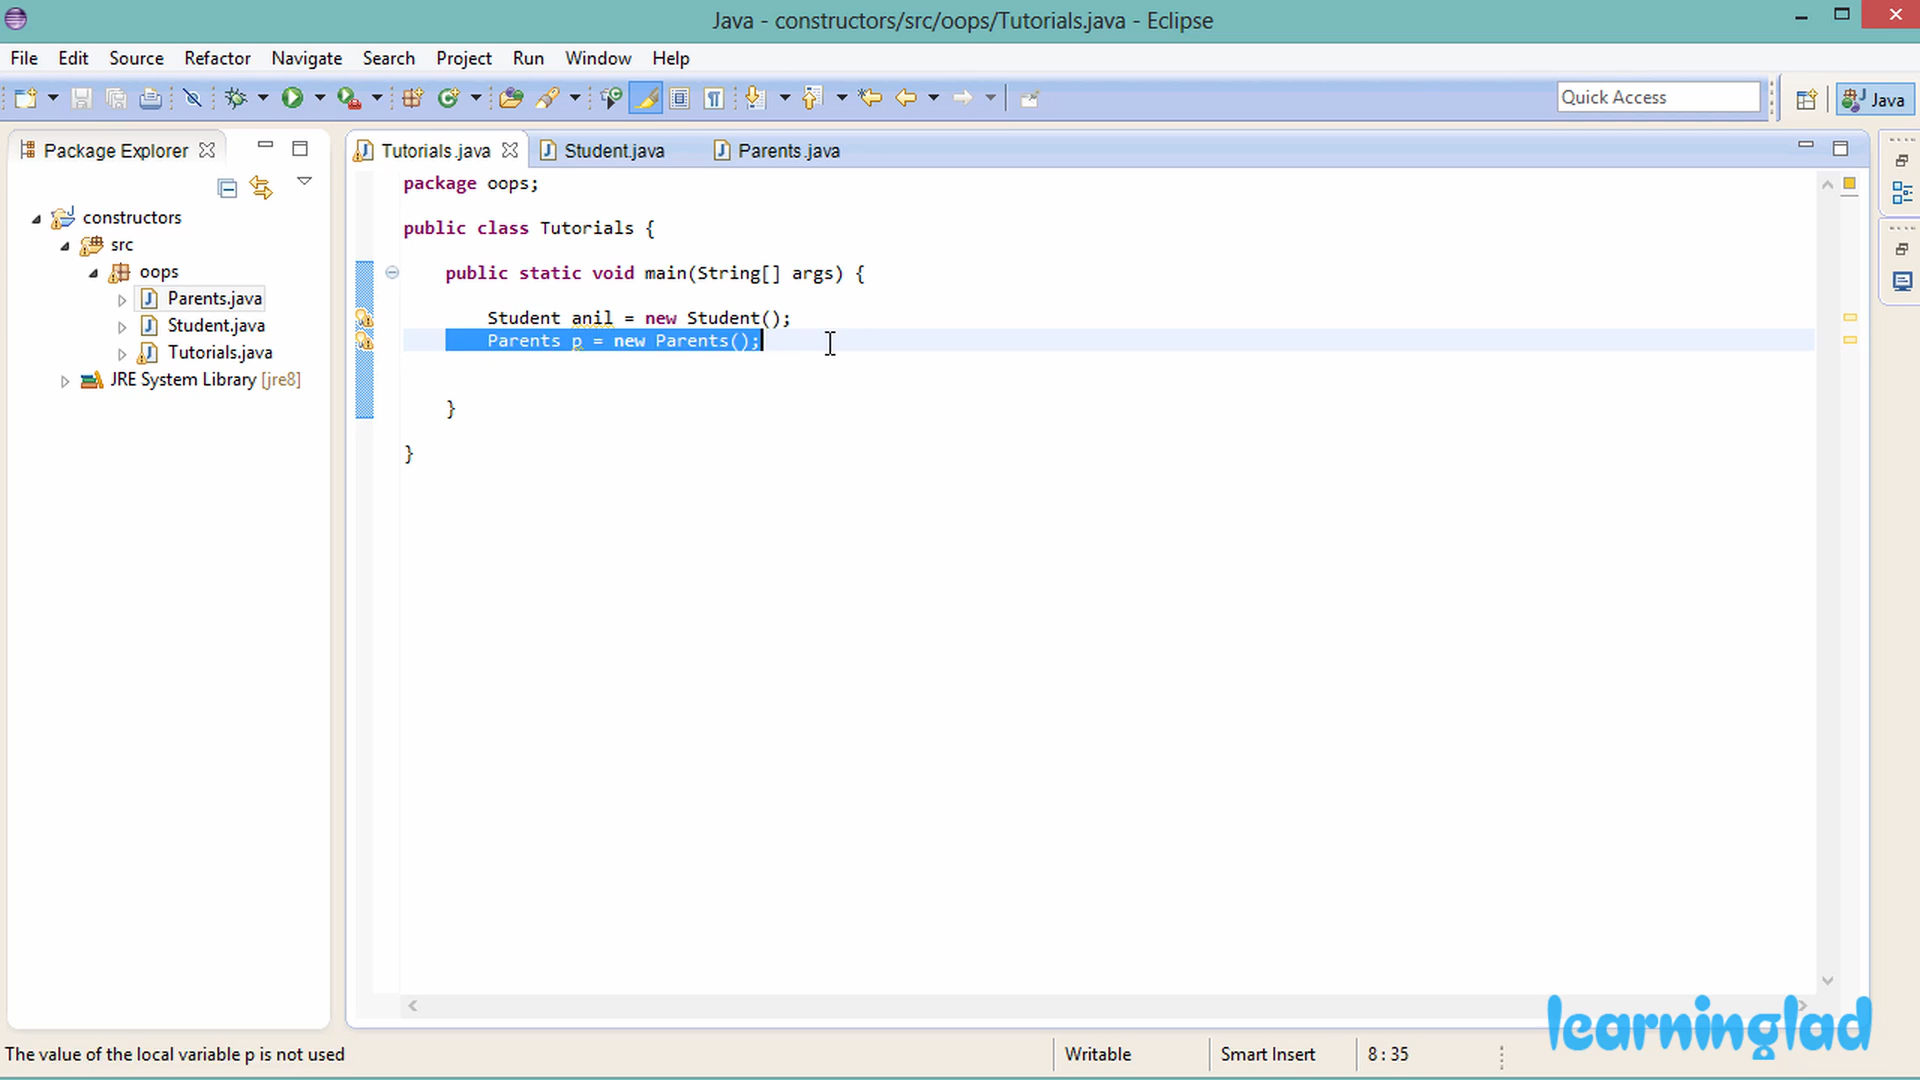 Java - constructors/src/oops/Tutorials.java - Eclipse
File Edit Source Refactor Navigate Search Project Run Window Help
Quick Access
Java
Package Explorer
Tutorials.java
Student.java
Parents.java
constructors
src
oops
Parents.java
Student.java
Tutorials.java
JRE System Library [jre8]
package oops;
public class Tutorials {
public static void main(String[] args) {
Student anil = new Student();
Parents p = new Parents();
}
}
learninglad
The value of the local variable p is not used
Writable
Smart Insert
8 : 35